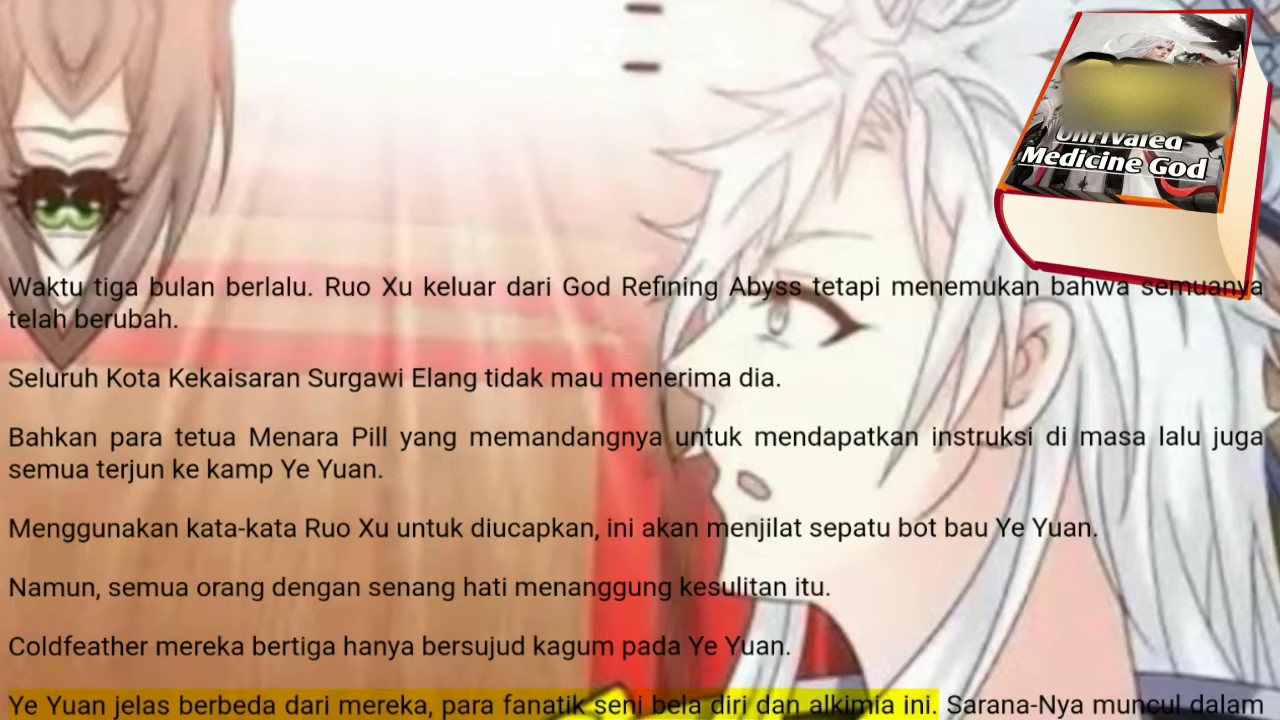 Unrivaled
Medicine God
Waktu tiga bulan berlalu. Ruo Xu keluar dari God Refining Abyss tetapi menemukan bahwa semuanya
telah berubah.
Seluruh Kota Kekaisaran Surgawi Elang tidak mau menerima dia.
Bahkan para tetua Menara Pill yang memandangnya untuk mendapatkan instruksi di masa lalu juga
semua terjun ke kamp Ye Yuan.
Menggunakan kata-kata Ruo Xu untuk diucapkan, ini akan menjilat sepatu bot bau Ye Yuan.
Namun, semua orang dengan senang hati menanggung kesulitan itu.
Coldfeather mereka bertiga hanya bersujud kagum pada Ye Yuan.
Ye Yuan jelas berbeda dari mereka, para fanatik seni bela diri dan alkimia ini. Sarana-Nya muncul dalam